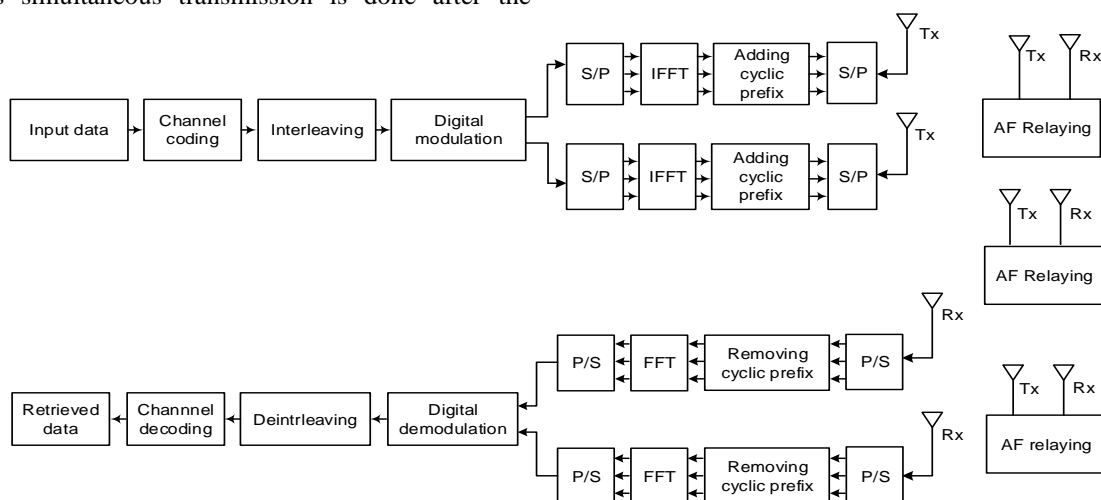 s simultaneous transmission is done after the
Tx
S/P
IFFT
Adding
cyclic
prefix
S/P
Tx
Rx
Input data
Channel
coding
Interleaving
Digital
modulation
AF Relaying
Tx
S/P
IFFT
Adding
cyclic
prefix
S/P
Tx
Rx
AF Relaying
Rx
P/S
FFT
Removing
cyclic prefix
P/S
Tx
Rx
Retrieved
data
Channnel
decoding
Deintrleaving
Digital
demodulation
AF relaying
Rx
P/S
FFT
Removing
cyclic prefix
P/S